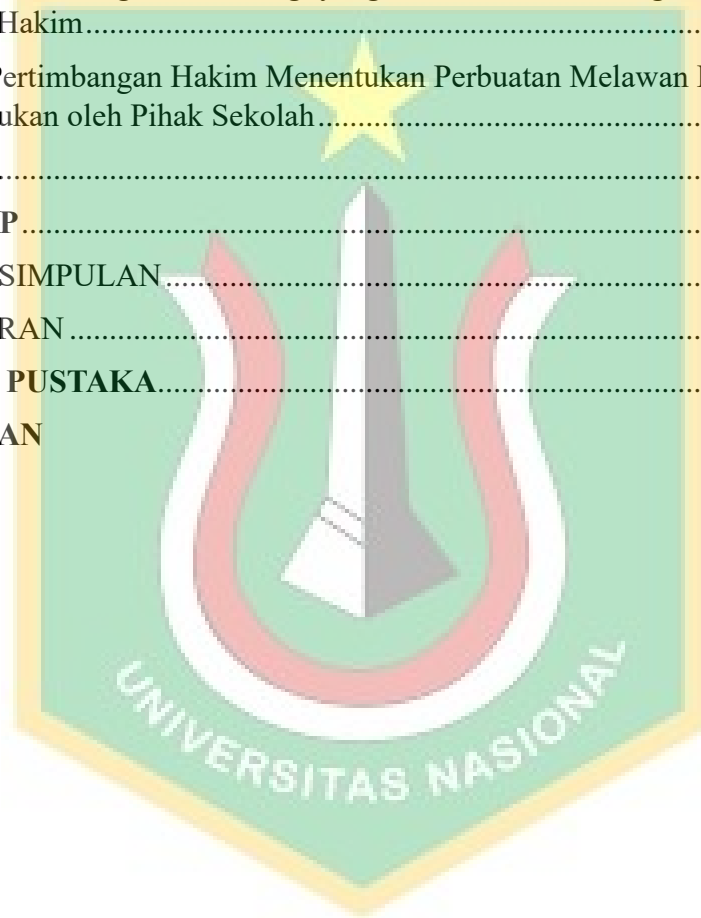 Hakim
Pertimbangan Hakim Menentukan Perbuatan Melawan
ukan oleh Pihak Sekolah
P
SIMPULAN
RAN
PUSTAKA
AN
UNIVERSITAS NASIONAL